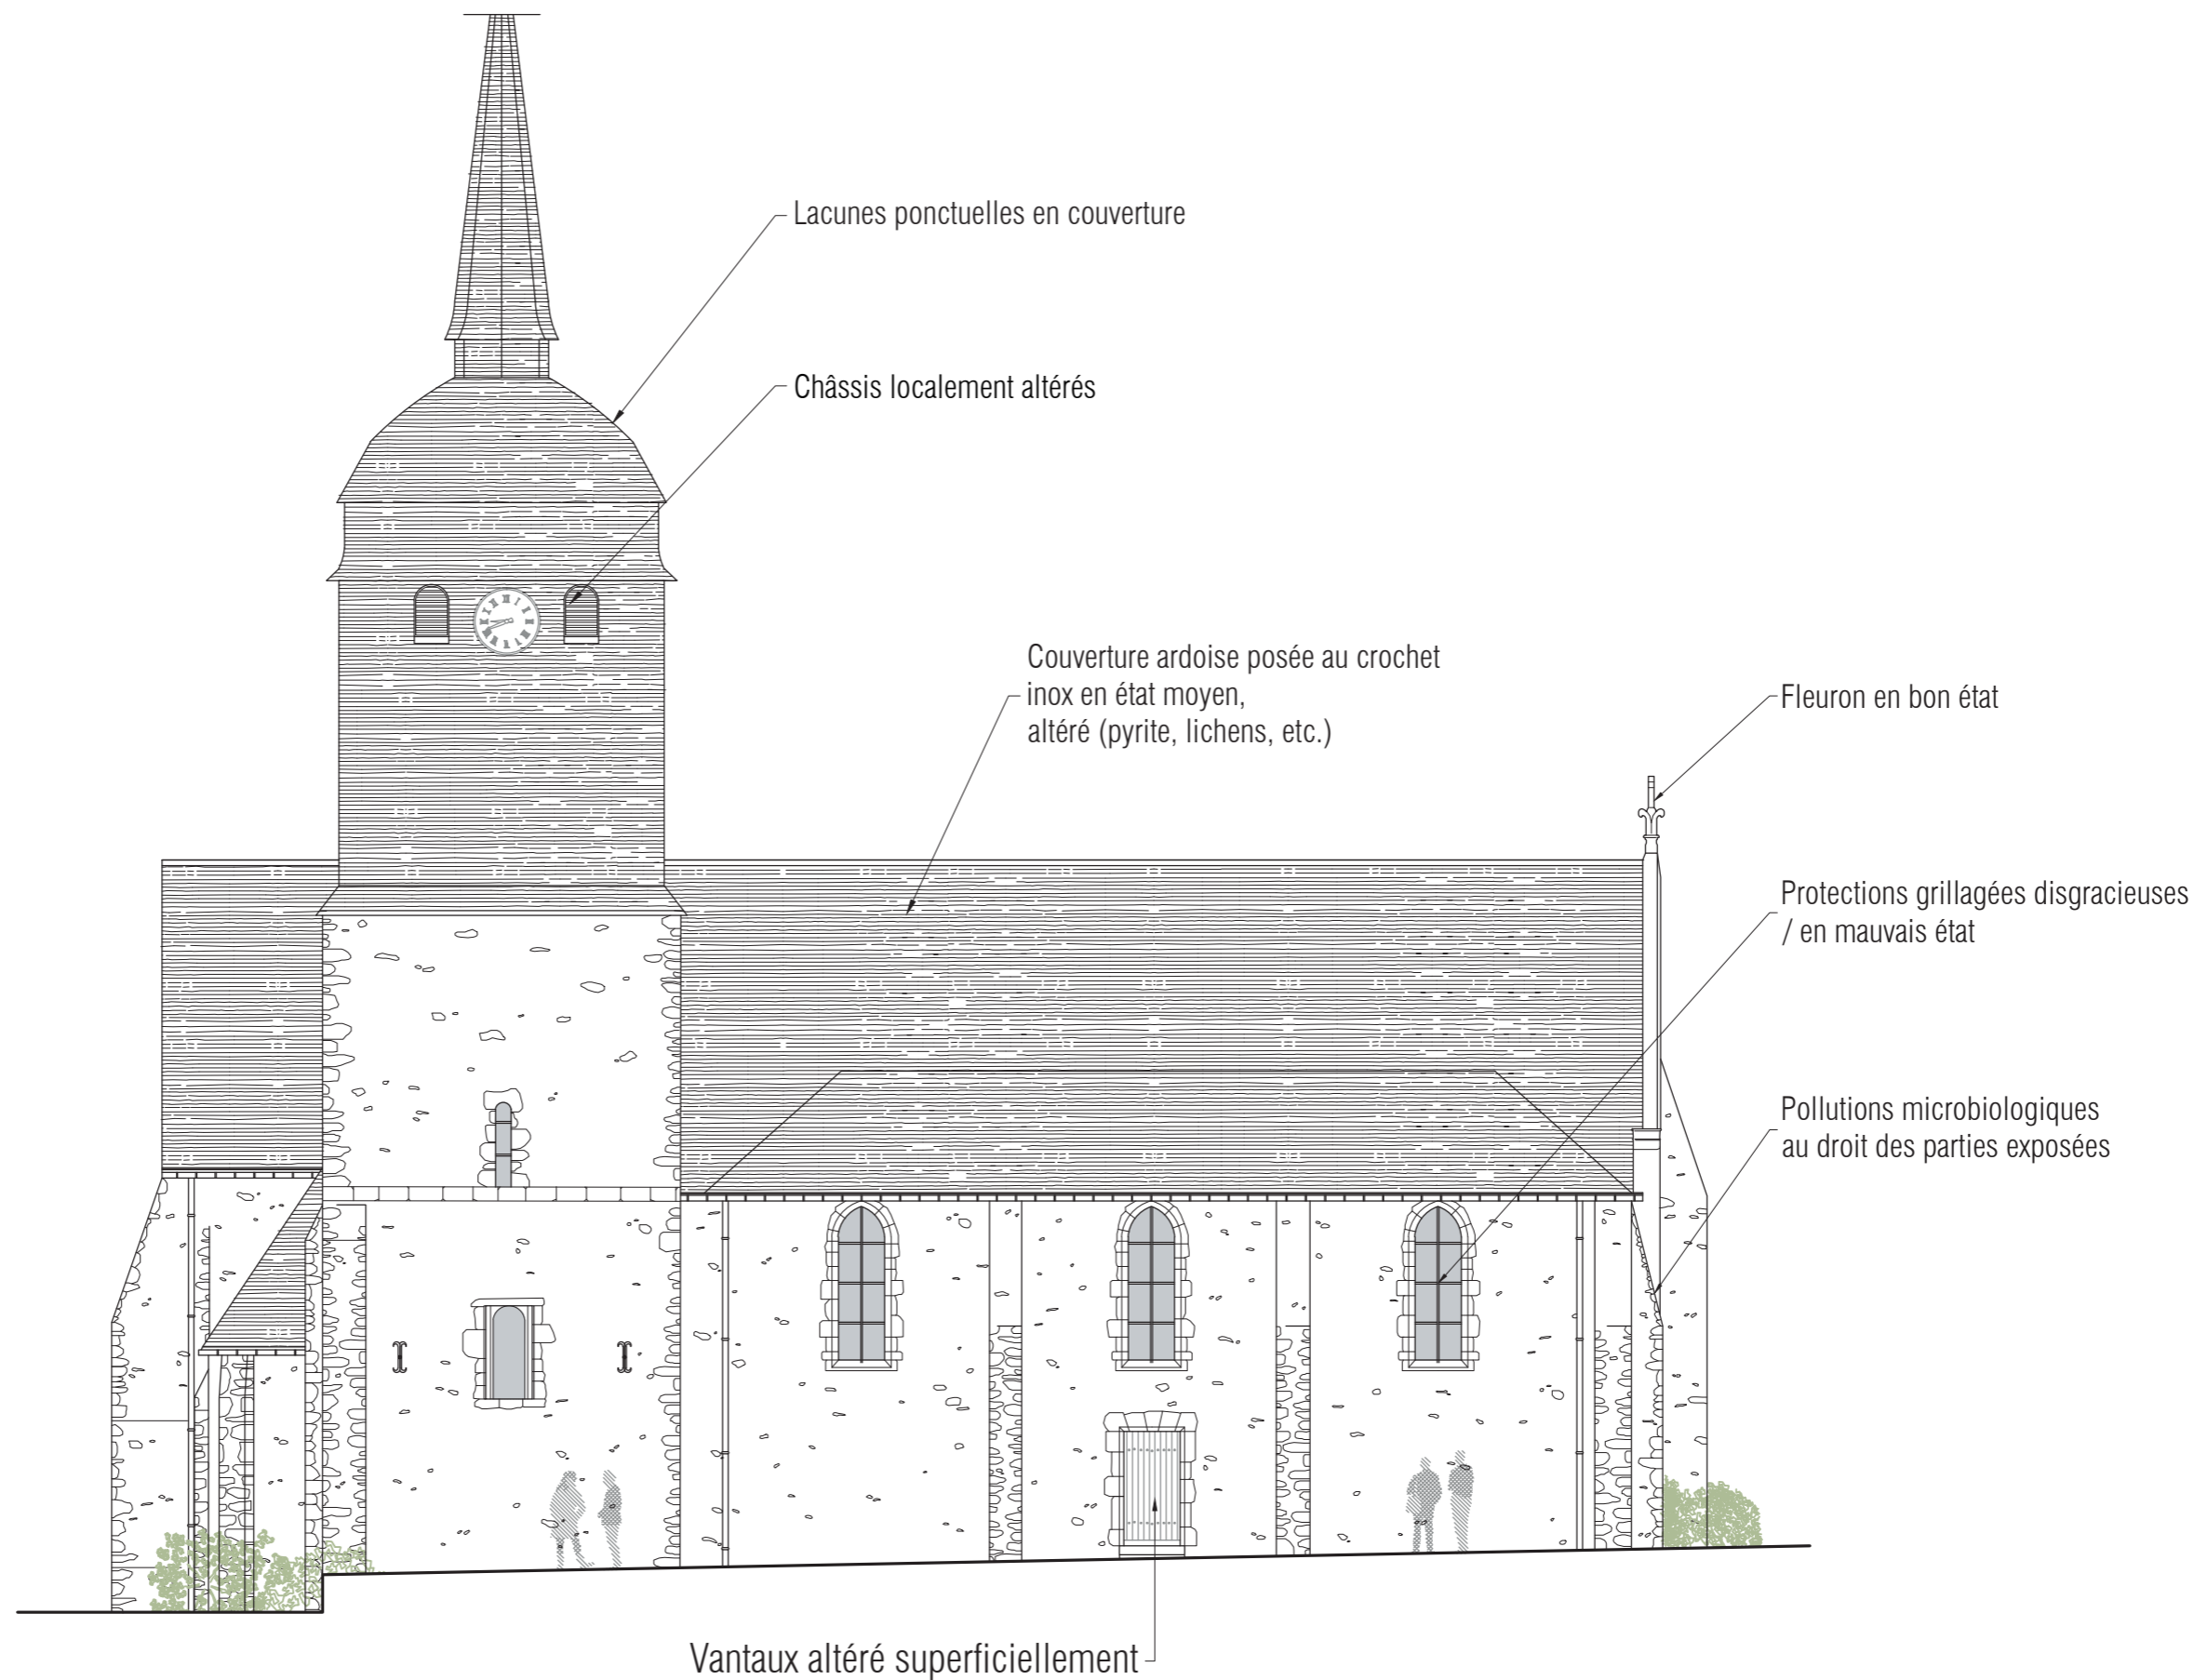 Lacunes ponctuelles en couverture
Châssis localement altérés
Couverture ardoise posée au crochet
inox en état moyen,
altéré (pyrite, lichens, etc.)
Fleuron en bon état
Protections grillagées disgracieuses
/ en mauvais état
Pollutions microbiologiques
au droit des parties exposées
Vantaux altéré superficiellement